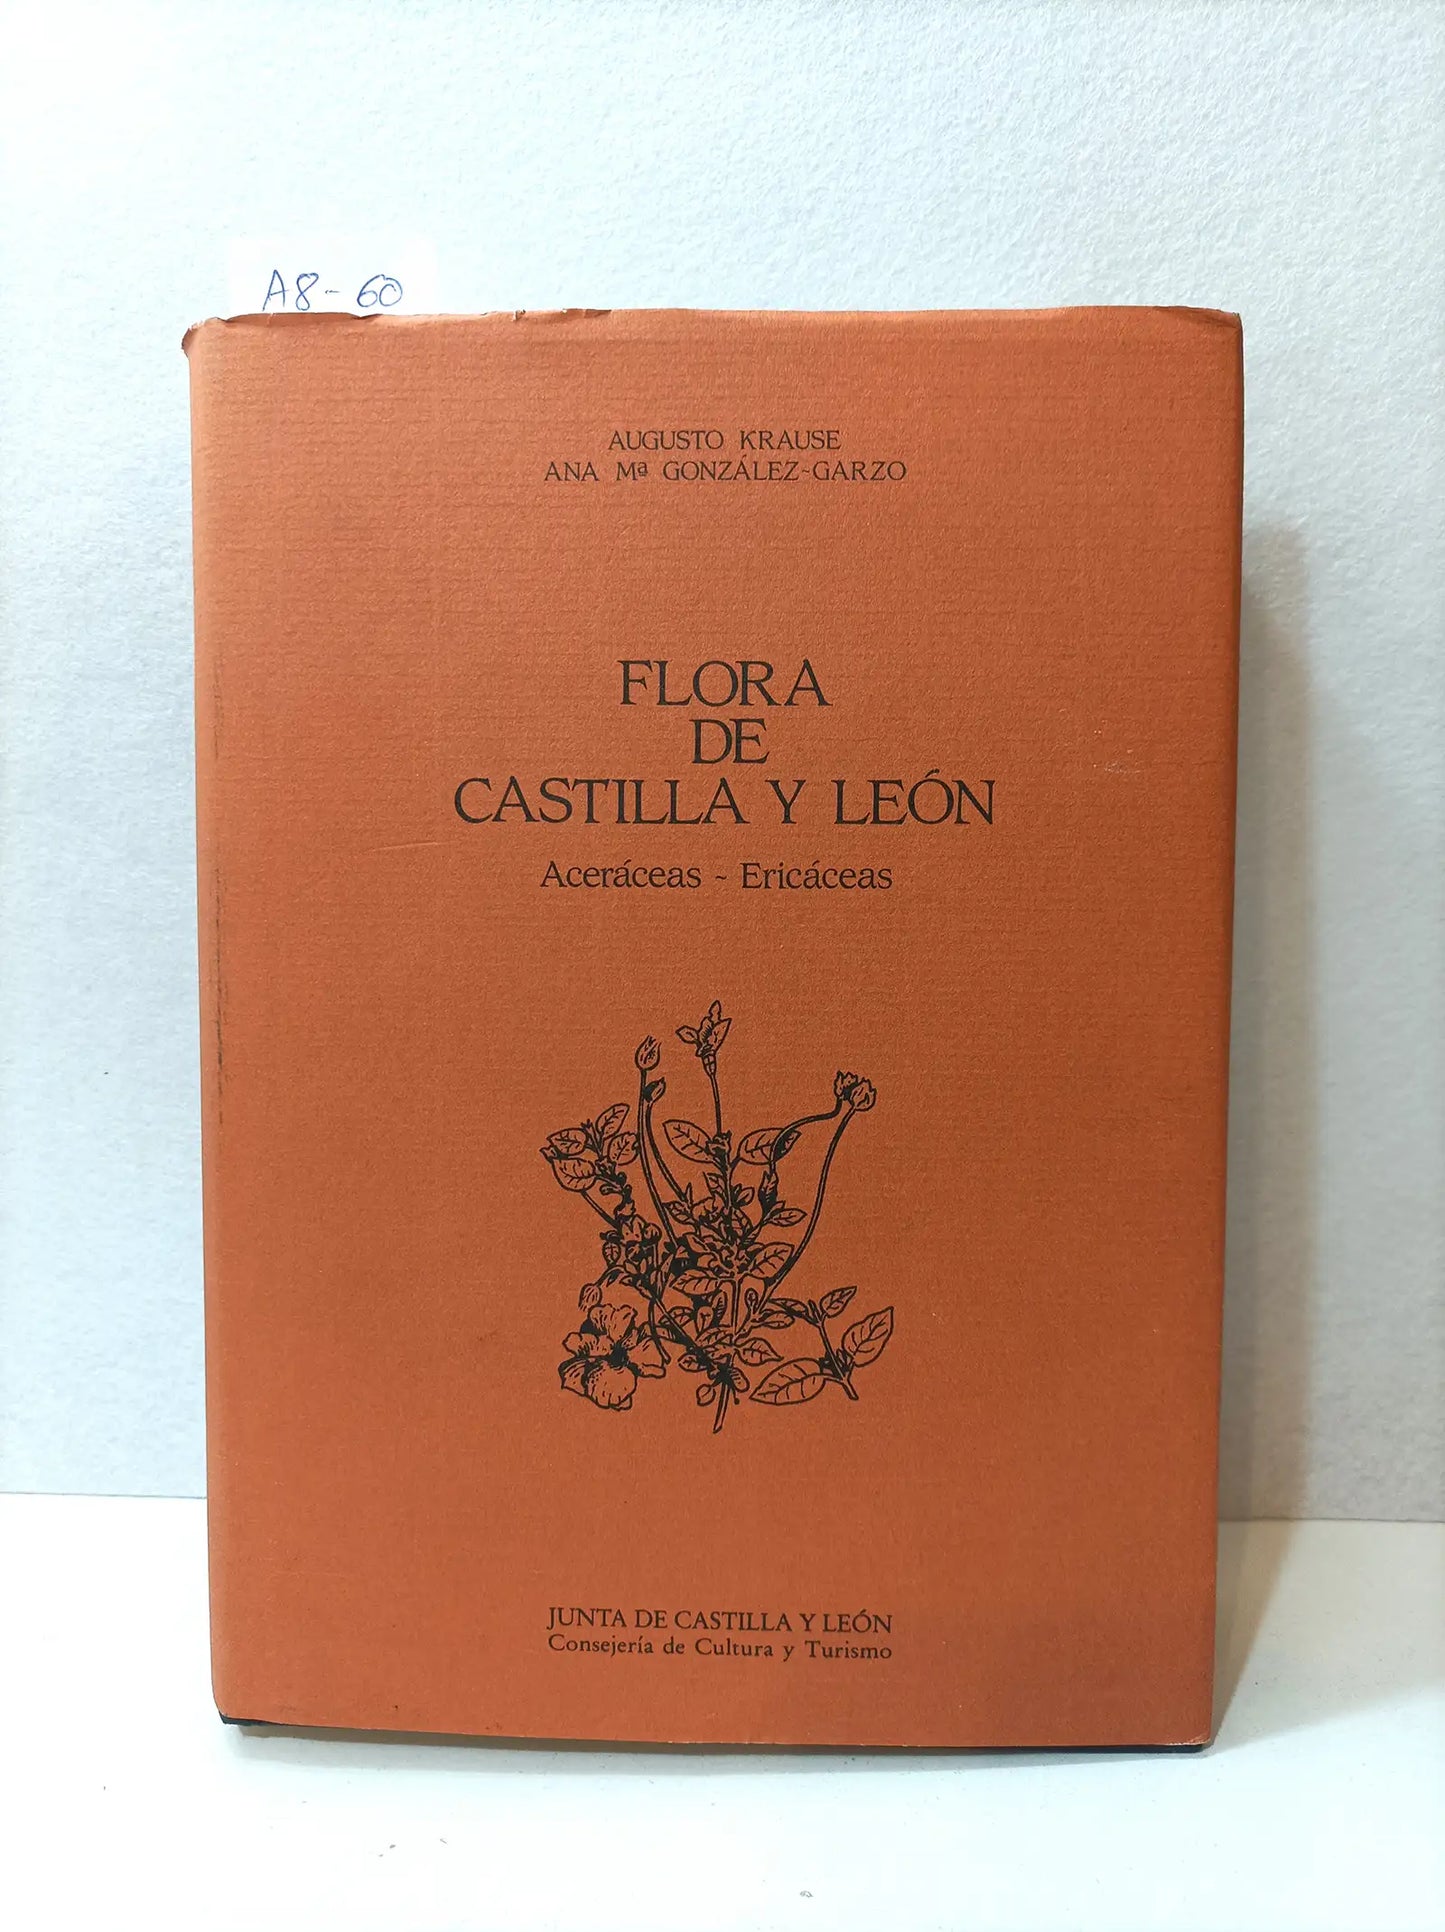 A8-60
AUGUSTO KRAUSE
ANA Mª GONZÁLEZ-GARZO
FLORA
DE
CASTILLA Y LEÓN
Aceráceas ~ Ericáceas
JUNTA DE CASTILLA Y LEÓN
Consejería de Cultura y Turismo